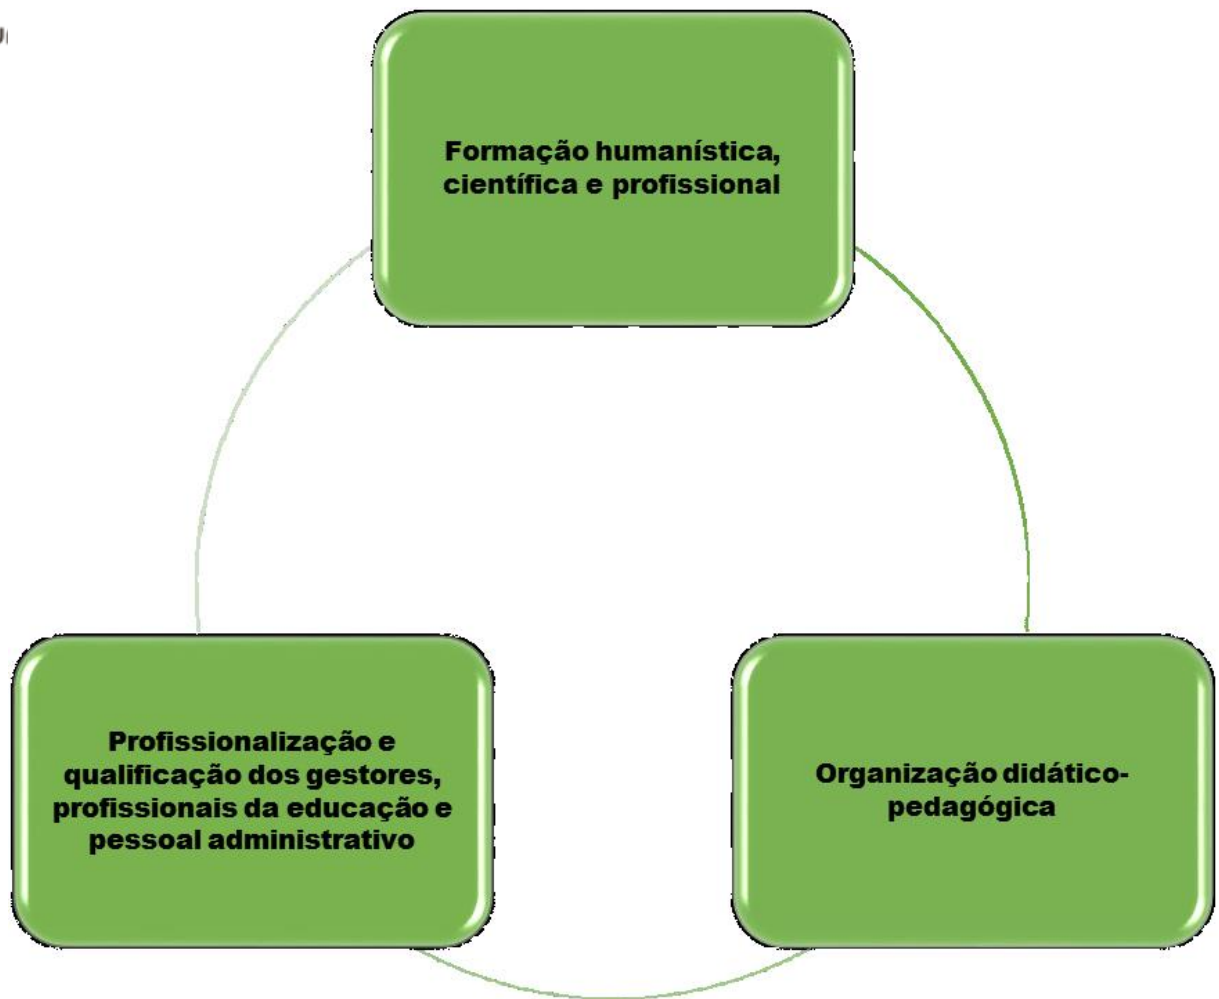 Formação humanística,
científica e profissional
Profissionalização e
qualificação dos gestores,
profissionais da educação e
pessoal administrativo
Organização didático-
pedagógica